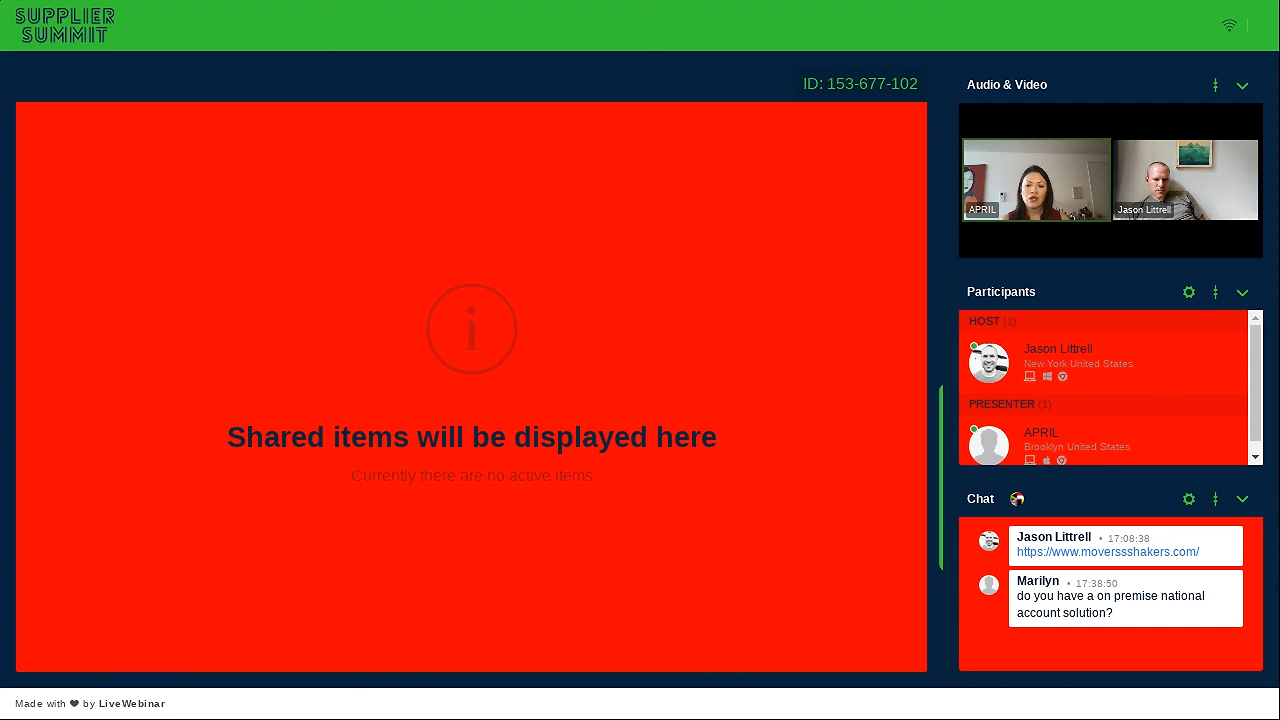 SUPPLIER
SUMMIT
ID: 153-677-102
Shared items will be displayed here
Currently there are no active items
Audio & Video
APRIL
Jason Littrell
Participants
HOST (1)
Jason Littrell
New York United States
PRESENTER (1)
APRIL
Brooklyn United States
Chat
Jason Littrell • 17:08:38
https://www.moverssshakers.com/
Marilyn • 17:38:50
do you have a on premise national
account solution?
Made with ❤ by LiveWebinar